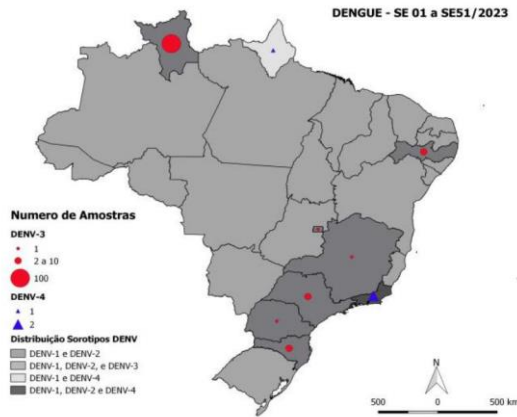 DENGUE - SE 01 a SE51/2023
Numero de Amostras
DENV-3
1
2 a 10
100
DENV-4
1
2
Distribuição Sorotipos DENV
DENV-1 e DENV-2
DENV-1, DENV-2, e DENV-3
DENV-1 e DENV-4
DENV-1, DENV-2 e DENV-4
N
500 0 500 km